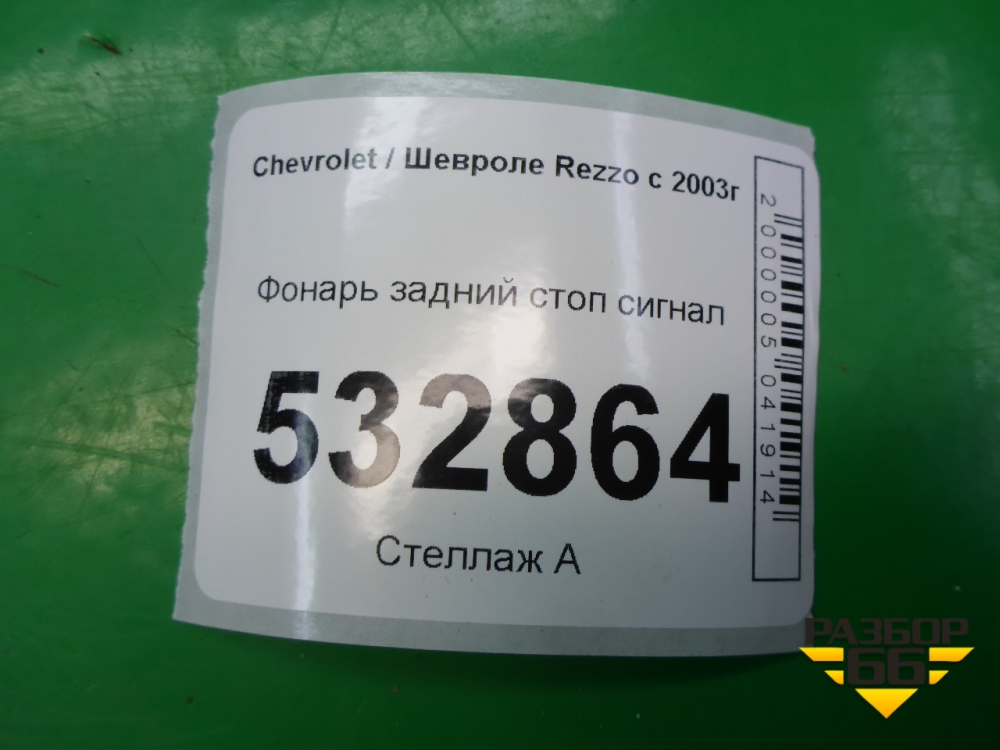 Chevrolet / Шевроле Rezzo с 2003г
Фонарь задний стоп сигнал
532864
Стеллаж А
2000005041914
РАЗБОР
66